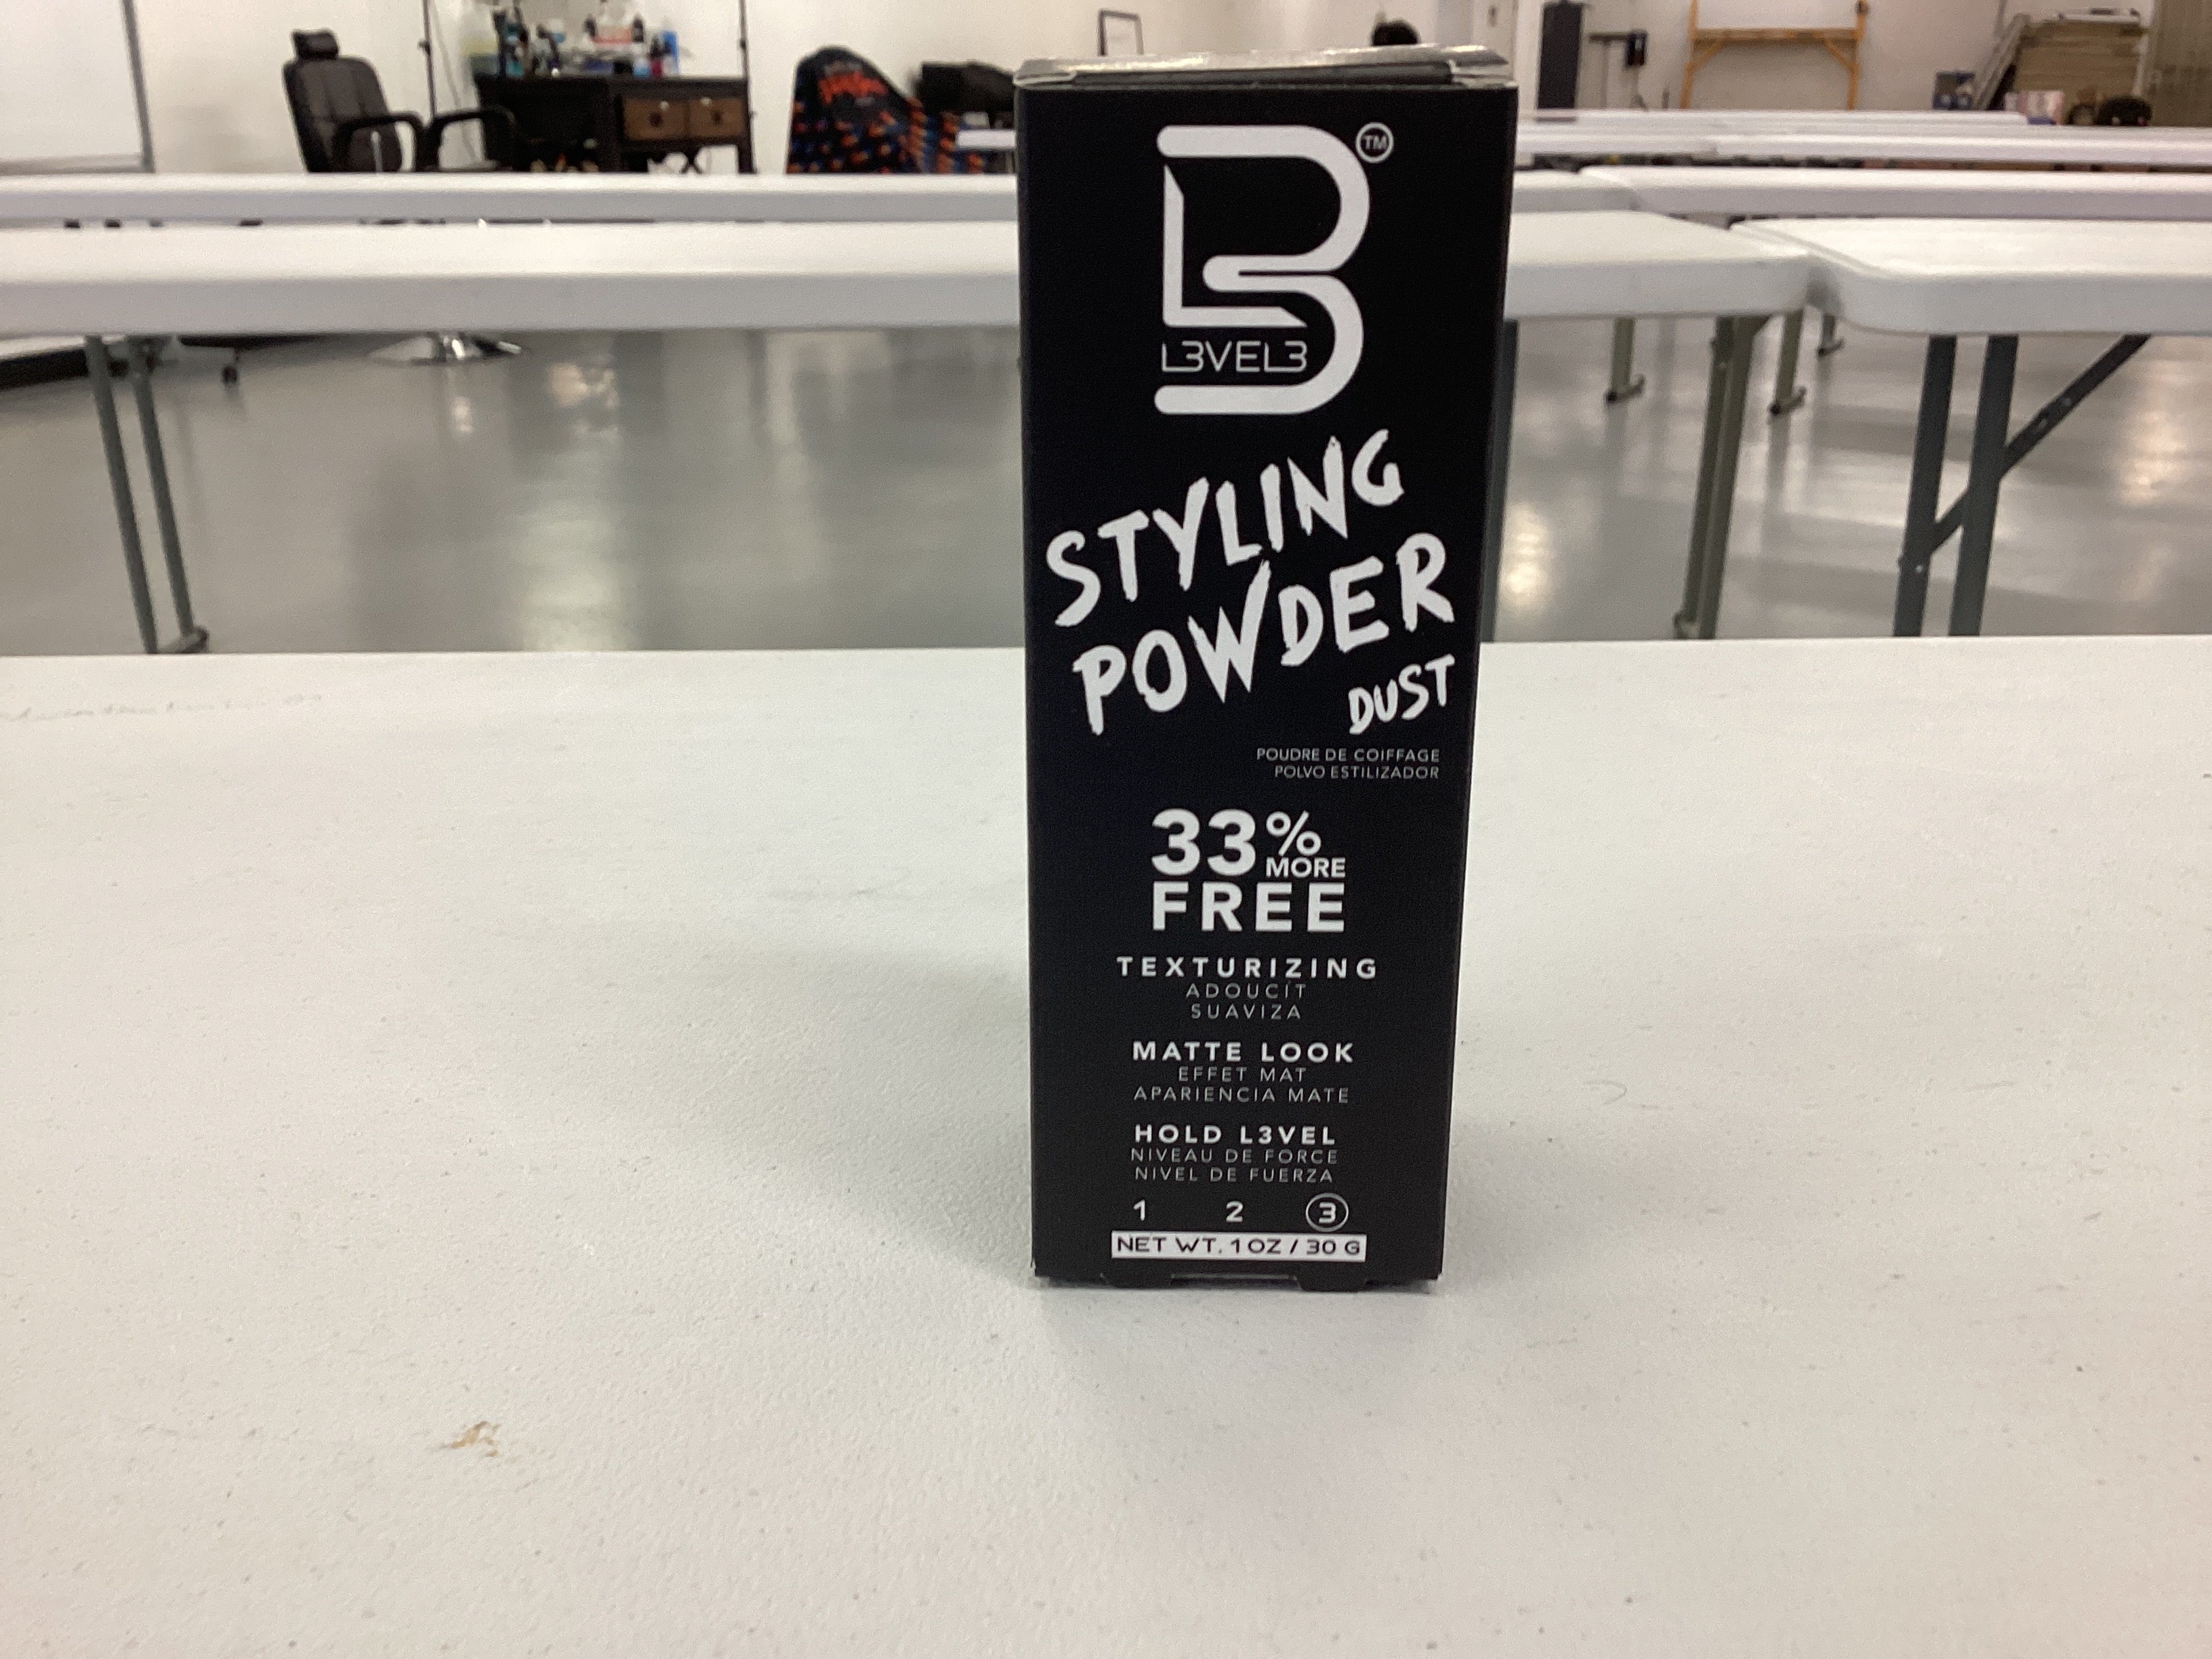 TM
L3VEL3
STYLING
POWDER
DUST
POUDRE DE COIFFAGE
POLVO ESTILIZADOR
33%
MORE
FREE
TEXTURIZING
ADOUCIT
SUAVIZA
MATTE LOOK
EFFET MAT
APARIENCIA MATE
HOLD L3VEL
NIVEAU DE FORCE
NIVEL DE FUERZA
1 2 3
NET WT. 1 OZ / 30 G